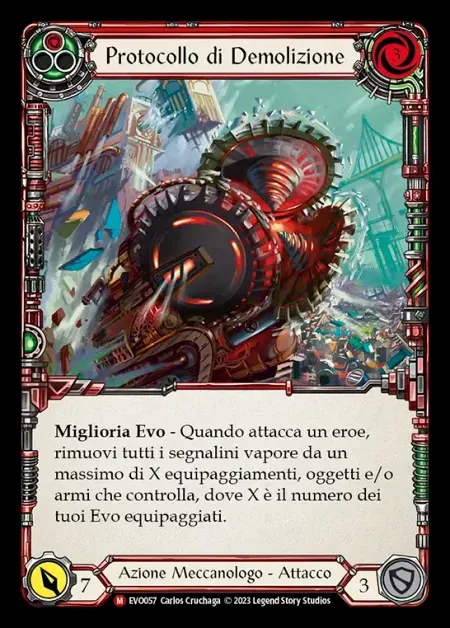 Protocollo di Demolizione
3
Miglioria Evo - Quando attacca un eroe,
rimuovi tutti i segnalini vapore da un
massimo di X equipaggiamenti, oggetti e/o
armi che controlla, dove X è il numero dei
tuoi Evo equipaggiati.
7
Azione Meccanologo - Attacco
3
M EVO057 Carlos Cruchaga © 2023 Legend Story Studios